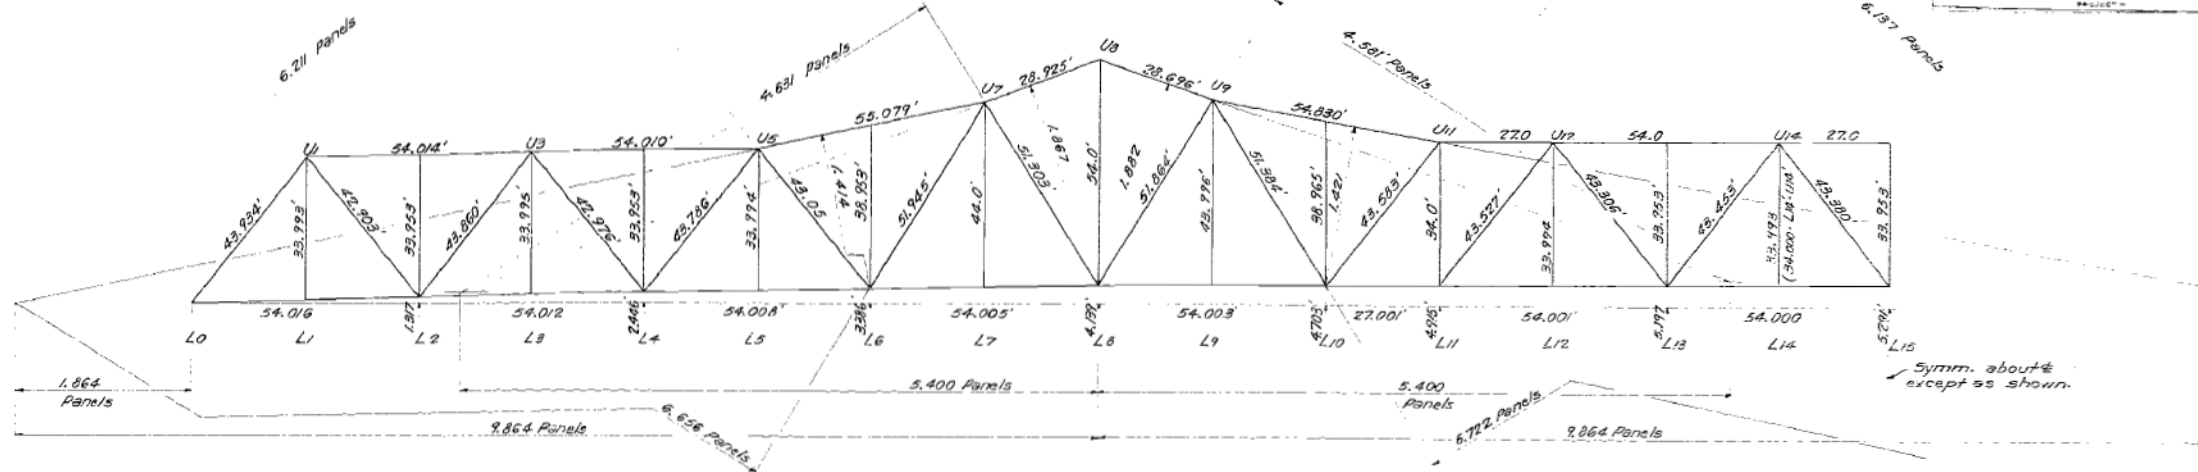 6.211 Panels
4.631 Panels
4.581' Panels
6.137 Panels
U1
54.014'
U3
54.010'
U5
55.079'
U7
28.925'
U8
28.696'
U9
54.830'
U11
27.0
U12
54.0
U14
27.0
43.934'
33.993'
42.903'
33.953'
43.860'
33.995'
42.976'
33.953'
43.786'
33.994'
43.05
1.414
38.953'
51.945'
44.0'
51.303'
1.867
54.0'
1.882
51.864'
43.996'
51.384'
38.965'
1.421
43.583'
34.0'
43.527'
33.994
43.306'
33.953'
43.453'
33.993
(34.000-L14-U14)
43.380'
33.953'
54.016
1.317'
54.012
2.446'
54.008'
3.386'
54.005'
4.139'
54.003'
4.703'
27.001'
4.915'
54.001'
5.197
54.000
5.291'
L0
L1
L2
L3
L4
L5
L6
L7
L8
L9
L10
L11
L12
L13
L14
L15
Symm. about ℄
except as shown.
1.864
Panels
5.400 Panels
5.400
Panels
6.656 Panels
6.722 Panels
9.864 Panels
9.864 Panels